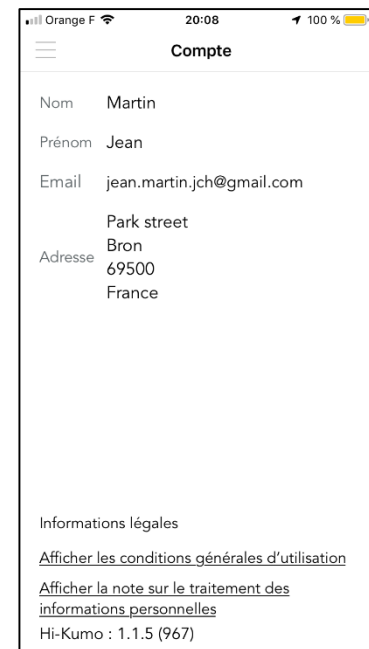 Orange F 20:08 100 %
Compte
Nom Martin
Prénom Jean
Email jean.martin.jch@gmail.com
Park street
Bron
Adresse
69500
France
Informations légales
Afficher les conditions générales d'utilisation
Afficher la note sur le traitement des
informations personnelles
Hi-Kumo : 1.1.5 (967)